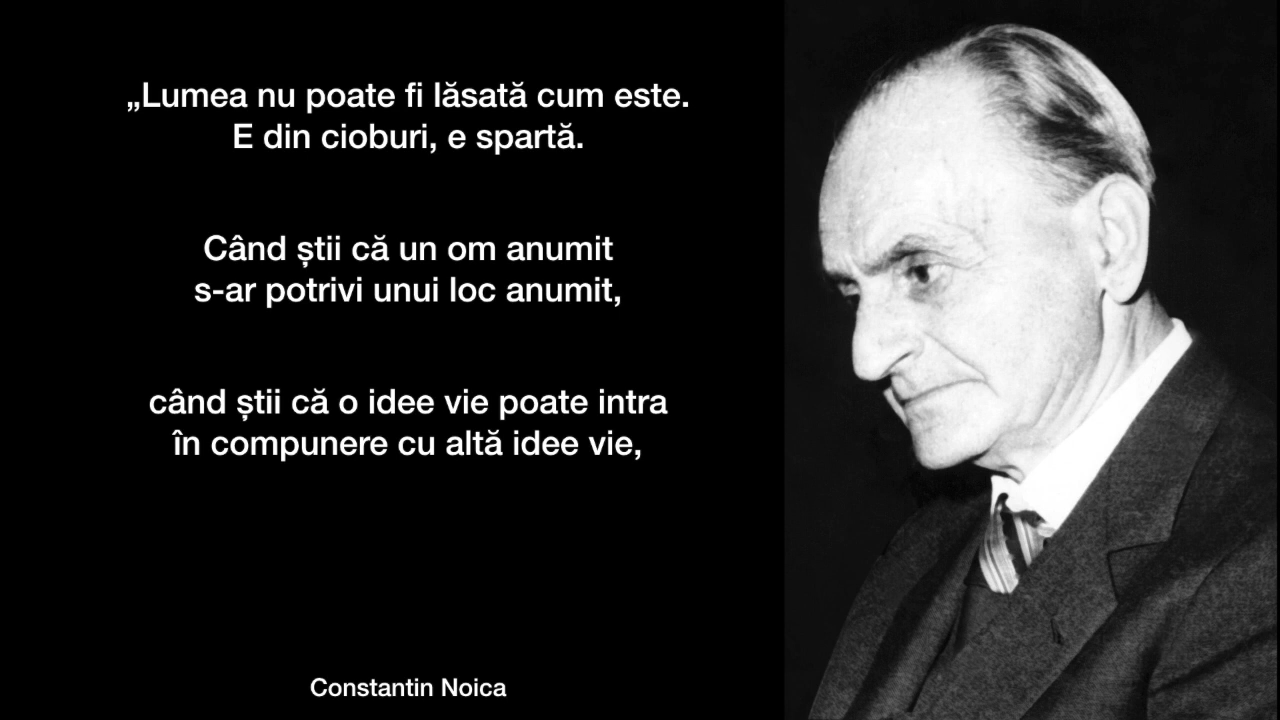 „Lumea nu poate fi lăsată cum este.
E din cioburi, e spartă.
Când știi că un om anumit
s-ar potrivi unui loc anumit,
când știi că o idee vie poate intra
în compunere cu altă idee vie,
Constantin Noica